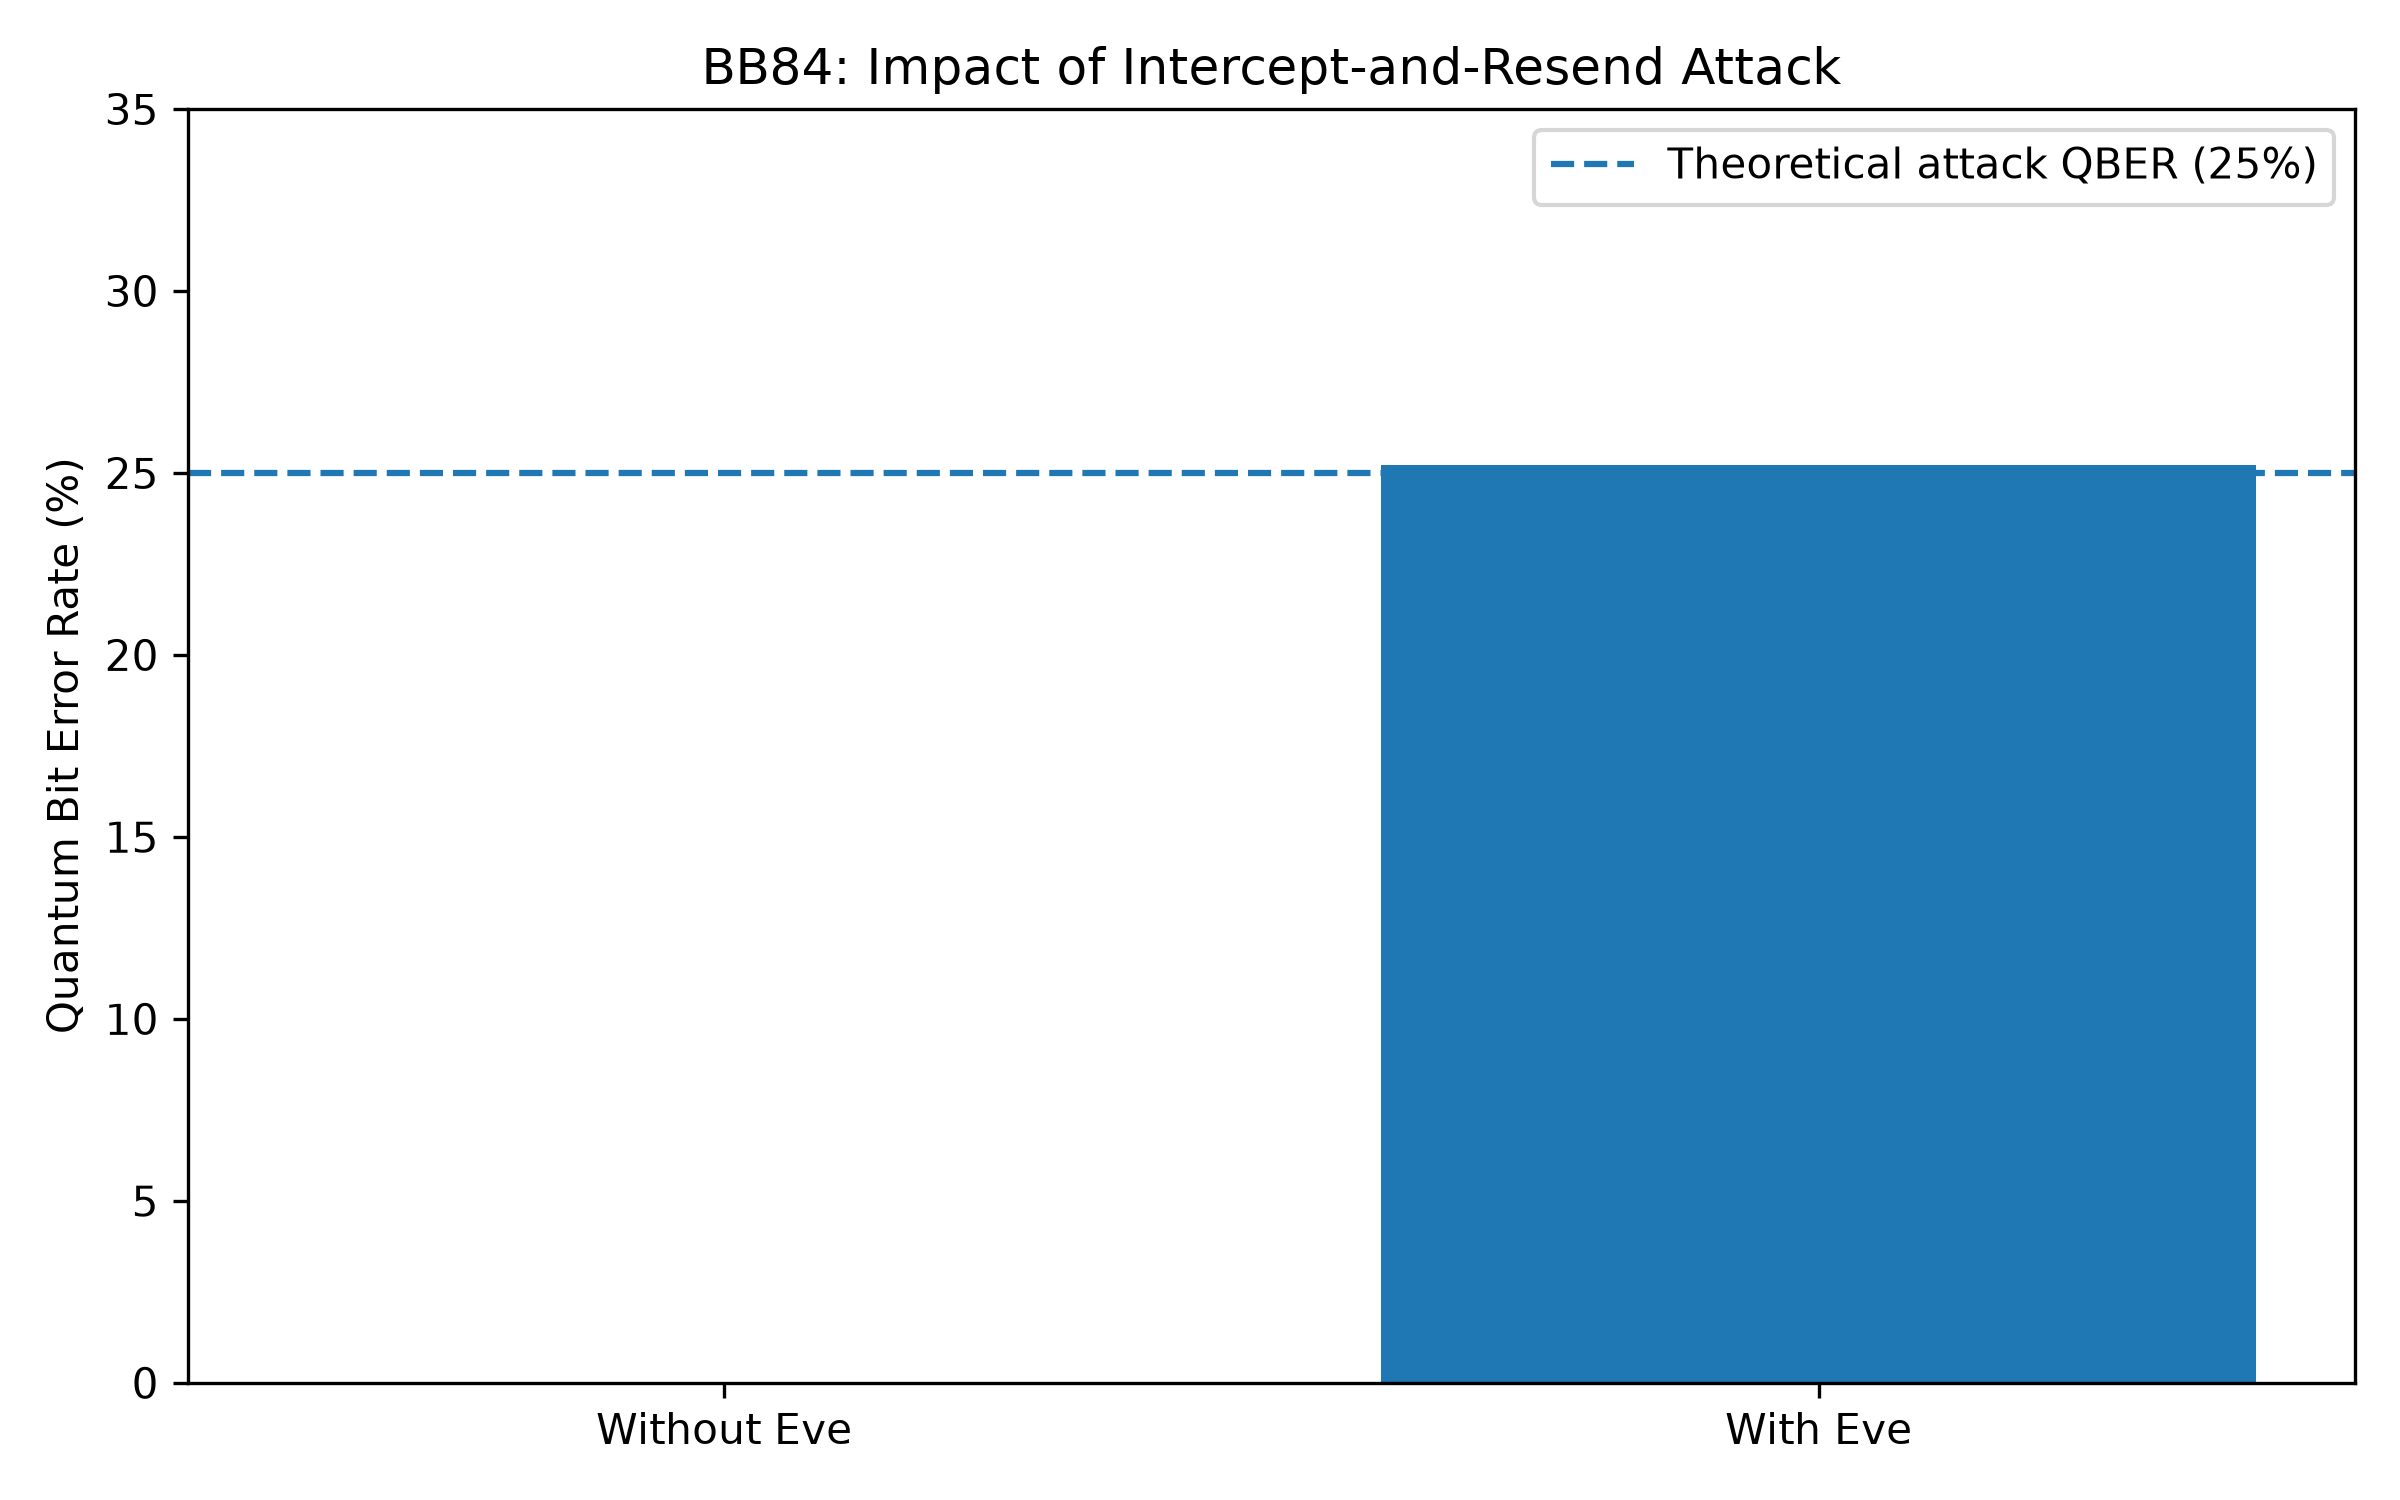 BB84: Impact of Intercept-and-Resend Attack
Theoretical attack QBER (25%)
Quantum Bit Error Rate (%)
35
30
25
20
15
10
5
0
Without Eve
With Eve